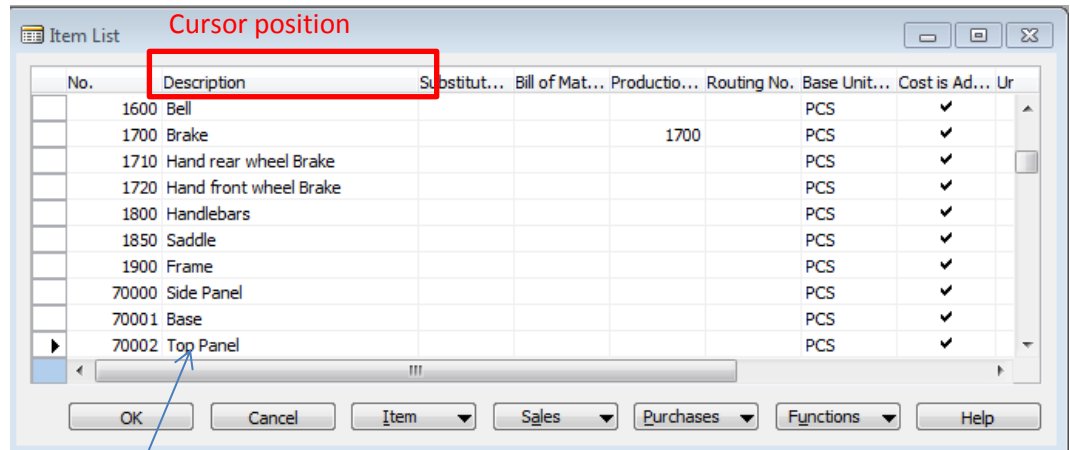 Cursor position
Item List
No. Description Substitut... Bill of Mat... Productio... Routing No. Base Unit... Cost is Ad... Ur
1600 Bell PCS
1700 Brake 1700 PCS
1710 Hand rear wheel Brake PCS
1720 Hand front wheel Brake PCS
1800 Handlebars PCS
1850 Saddle PCS
1900 Frame PCS
70000 Side Panel PCS
70001 Base PCS
70002 Top Panel PCS
OK Cancel Item Sales Purchases Functions Help